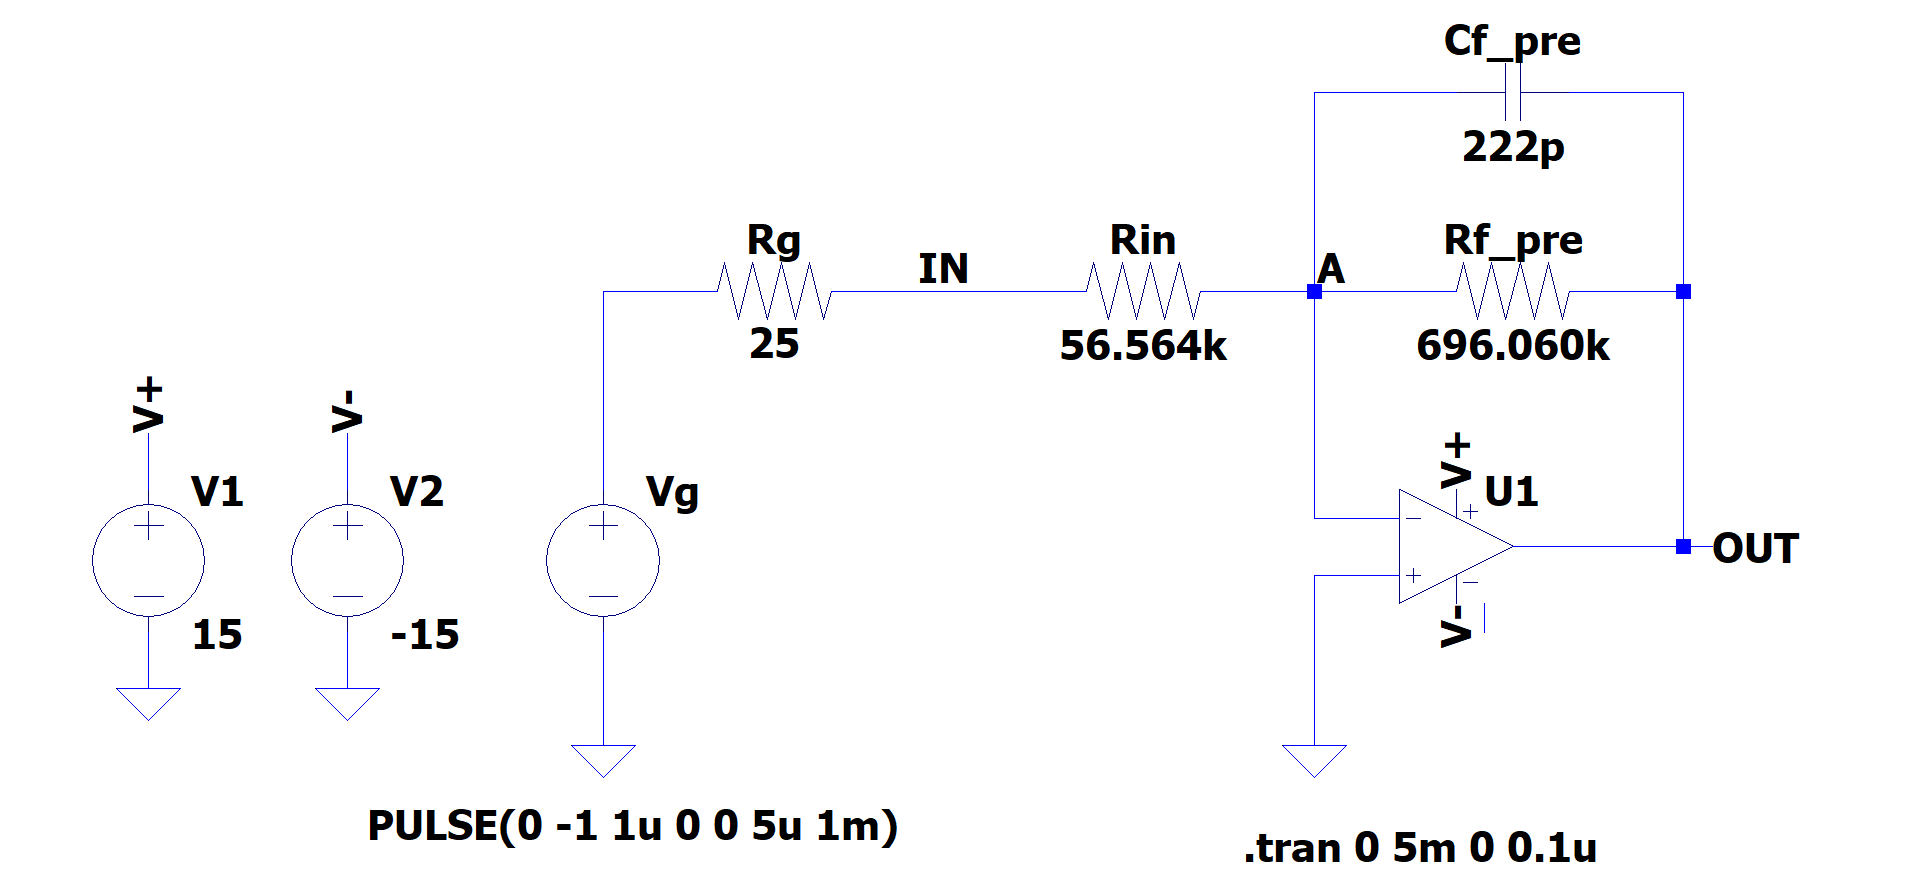 Cf_pre
222p
Rg
IN
Rin
A
Rf_pre
25
56.564k
696.060k
V+
V-
V1
V2
Vg
V+
U1
15
-15
V-
OUT
PULSE(0 -1 1u 0 0 5u 1m)
.tran 0 5m 0 0.1u